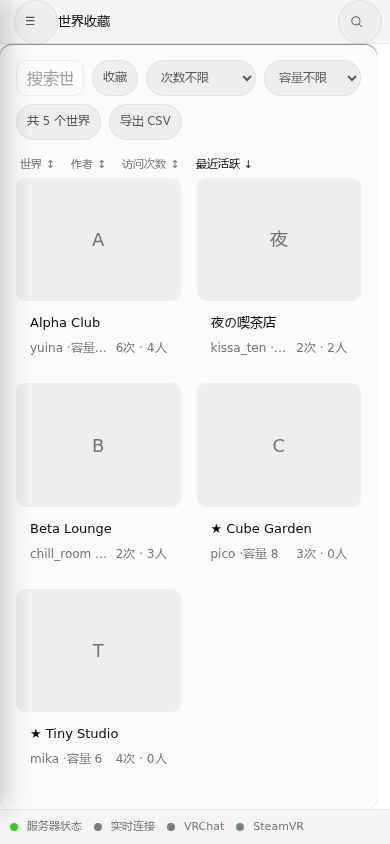 ☰ 世界收藏
搜索世 收藏 次数不限 容量不限
共 5 个世界 导出 CSV
世界 ↕ 作者 ↕ 访问次数 ↕ 最近活跃 ↓
A 夜
Alpha Club 夜の喫茶店
yuina ·容量… 6次 · 4人 kissa_ten ·… 2次 · 2人
B C
Beta Lounge ★ Cube Garden
chill_room … 2次 · 3人 pico ·容量 8 3次 · 0人
T
★ Tiny Studio
mika ·容量 6 4次 · 0人
服务器状态 实时连接 VRChat SteamVR